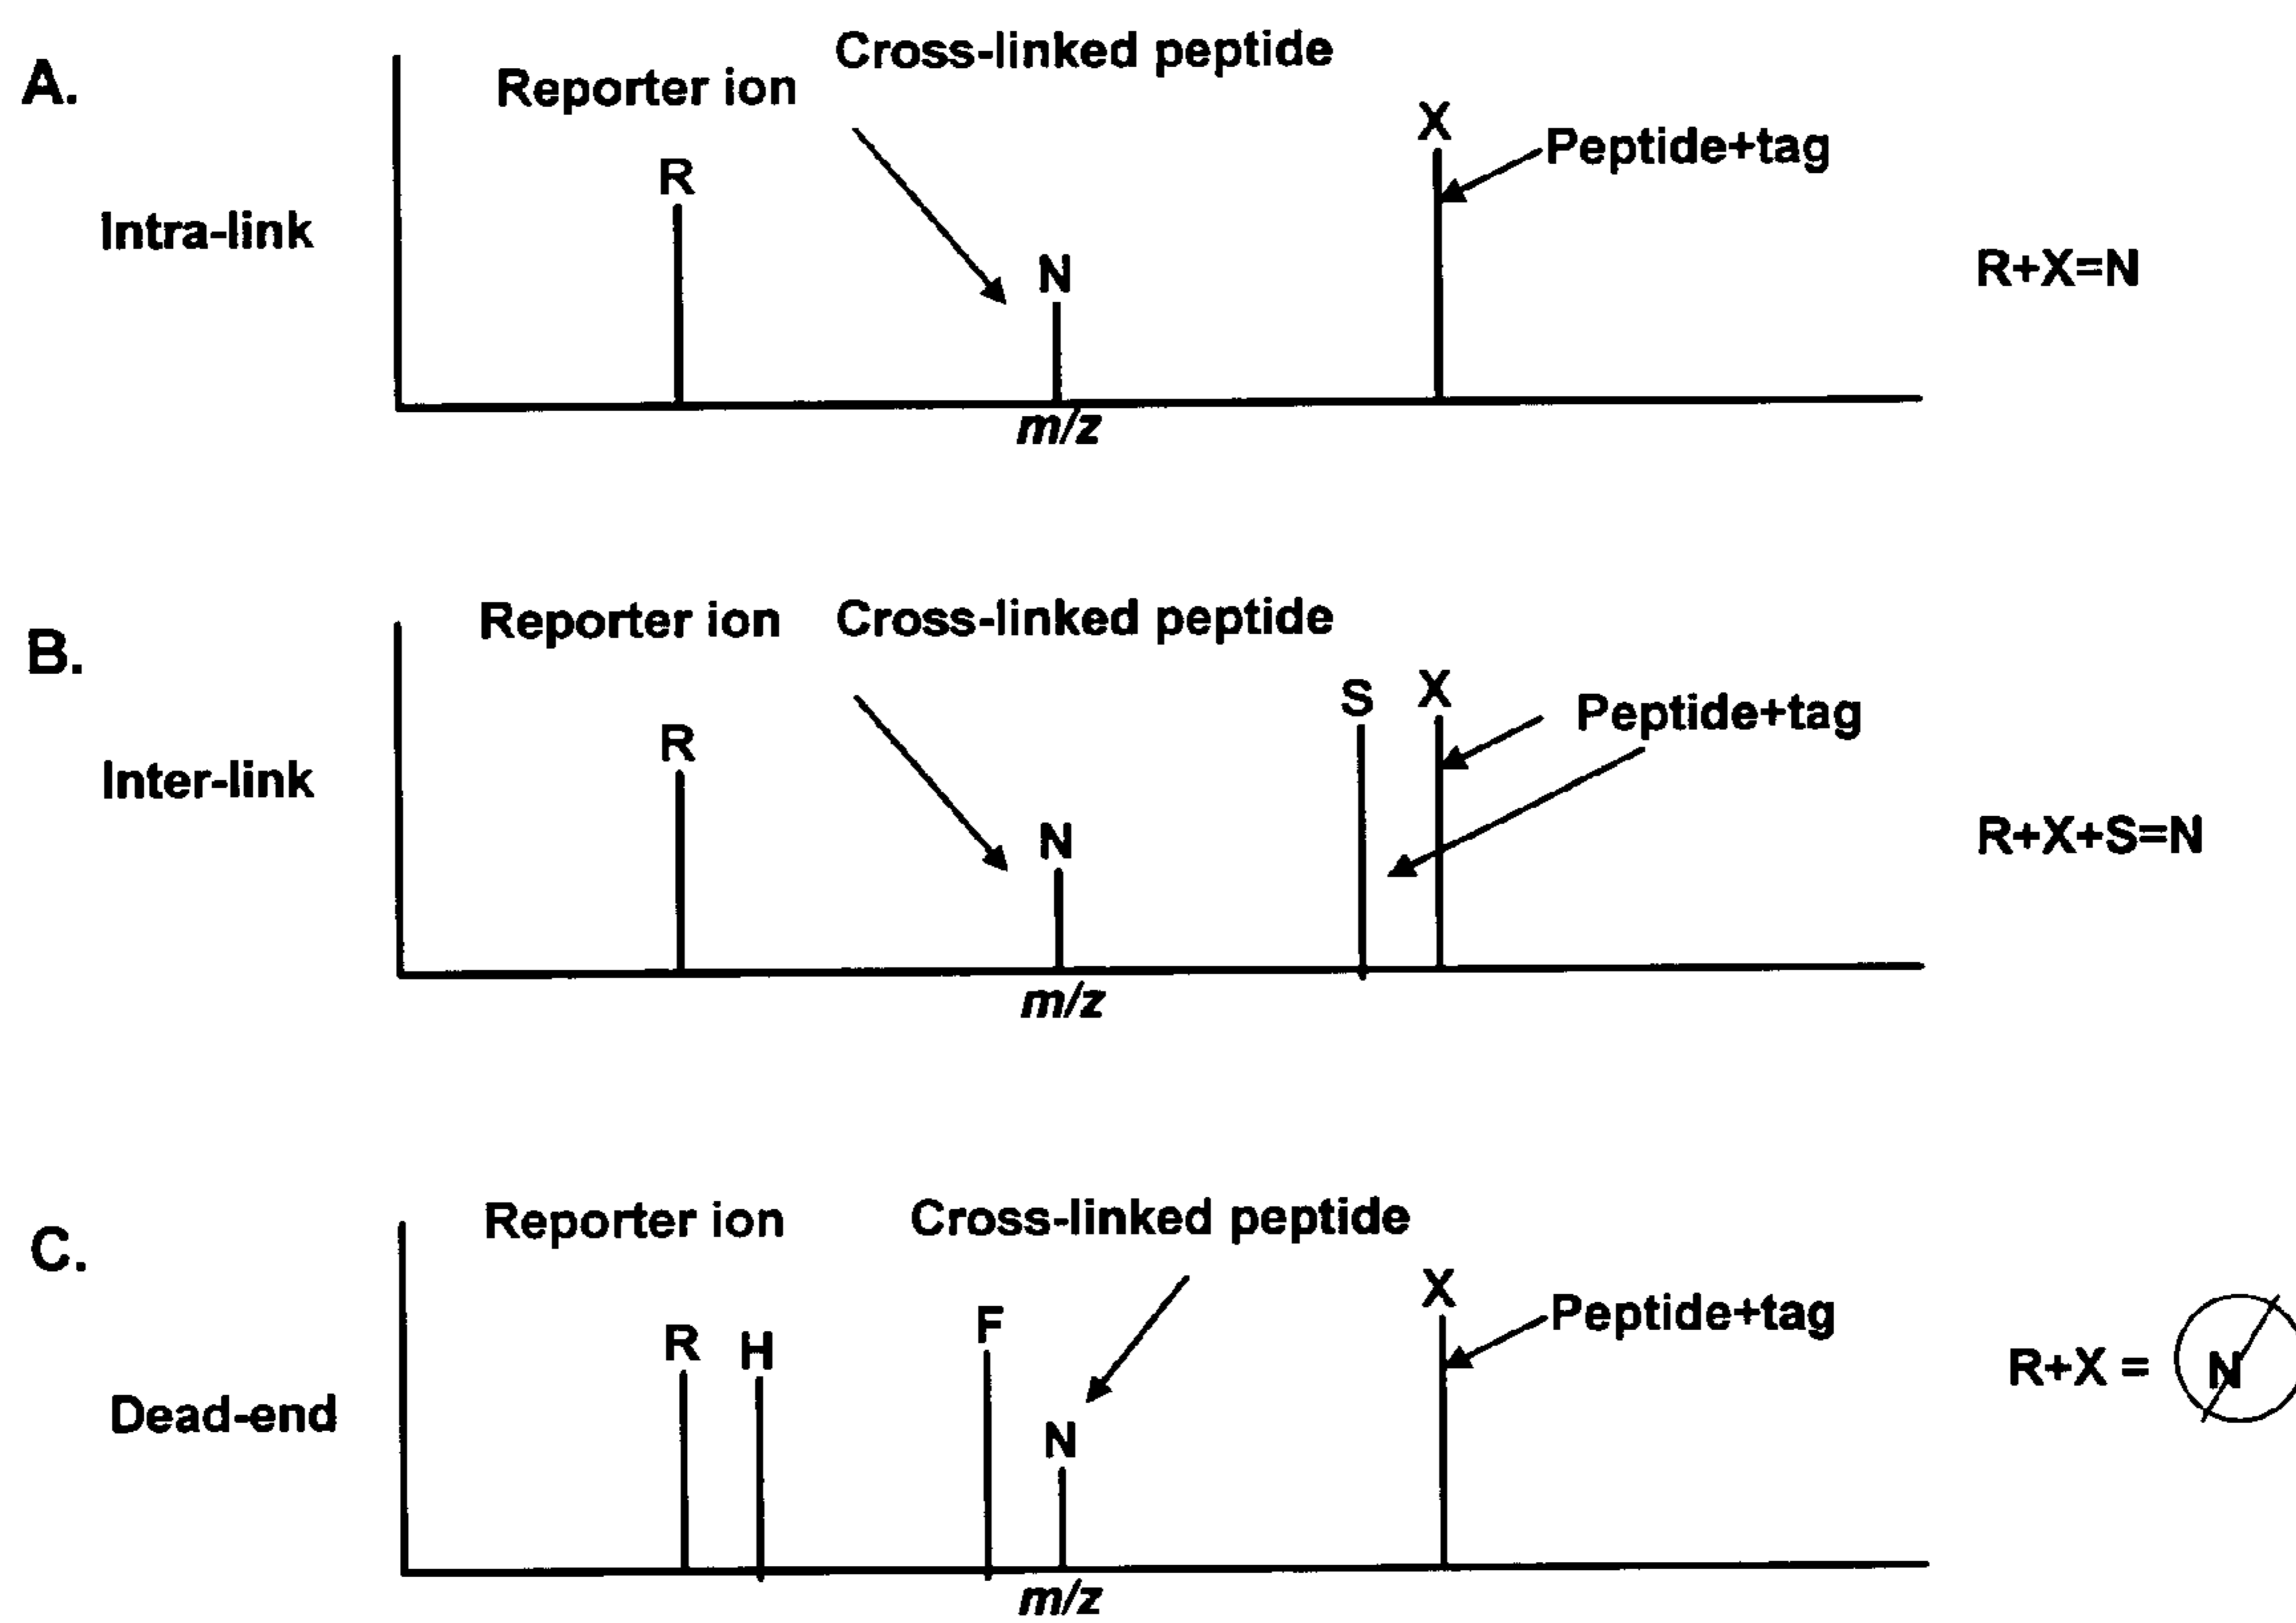 A.
Reporter ion
Cross-linked peptide
R
N
X
Peptide+tag
Intra-link
R+X=N
m/z
B.
Reporter ion
Cross-linked peptide
R
N
S
X
Peptide+tag
Inter-link
R+X+S=N
m/z
C.
Reporter ion
Cross-linked peptide
R
H
F
N
X
Peptide+tag
Dead-end
R+X = N
m/z